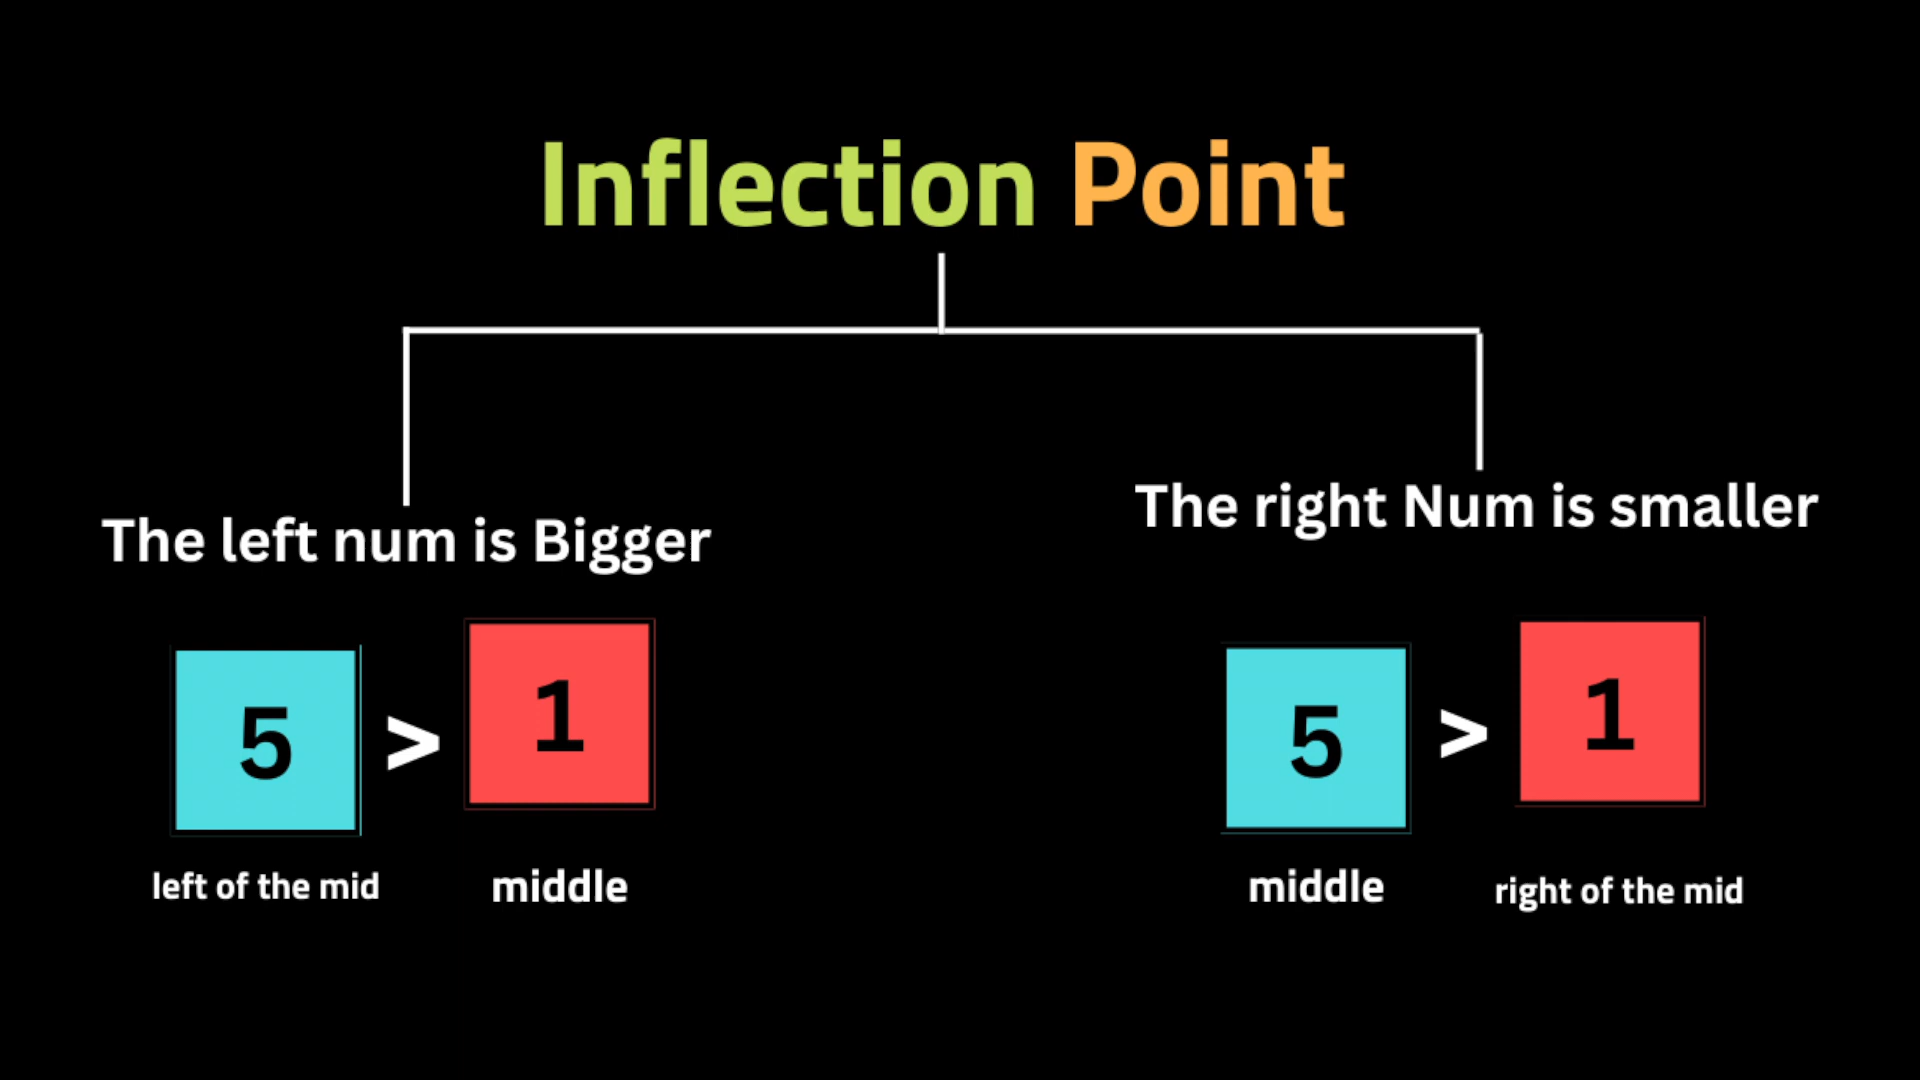 Inflection Point
The left num is Bigger
5 > 1
left of the mid middle
The right Num is smaller
5 > 1
middle right of the mid